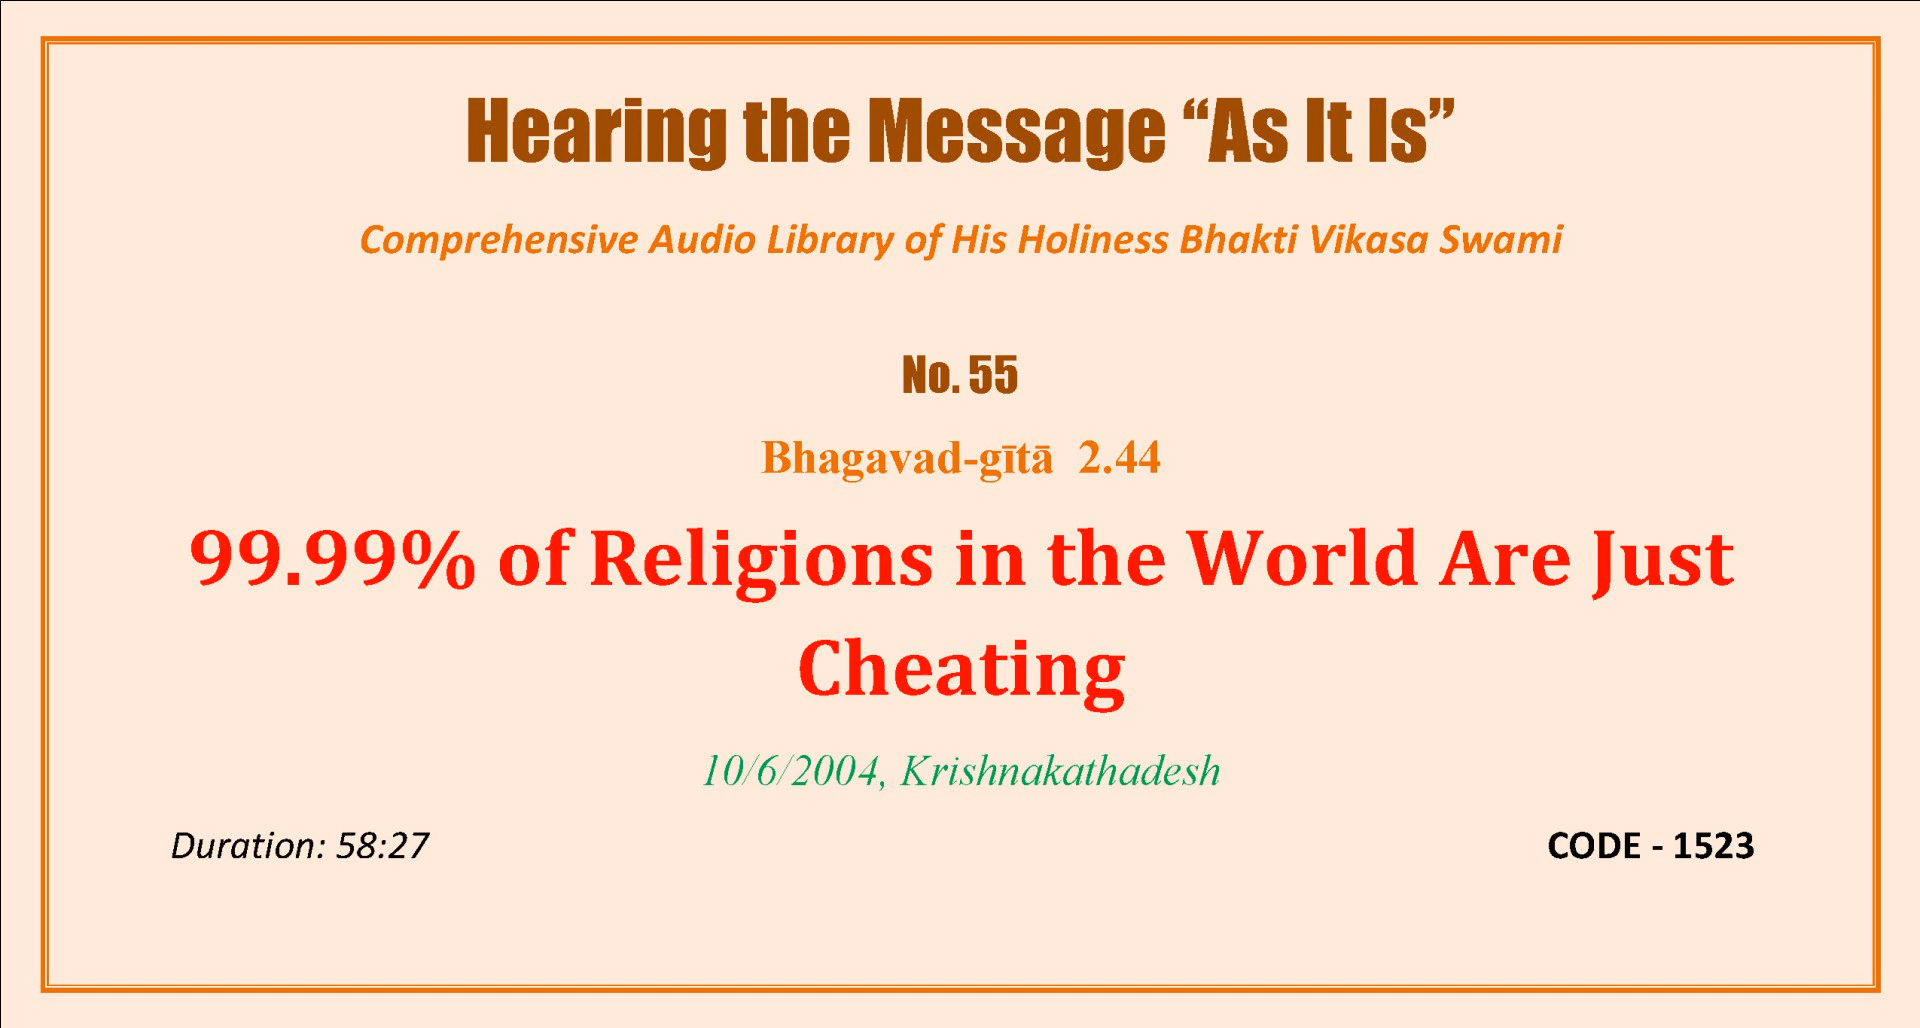 Hearing the Message “As It Is”
Comprehensive Audio Library of His Holiness Bhakti Vikasa Swami
No. 55
Bhagavad-gītā 2.44
99.99% of Religions in the World Are Just
Cheating
10/6/2004, Krishnakathadesh
Duration: 58:27 CODE - 1523